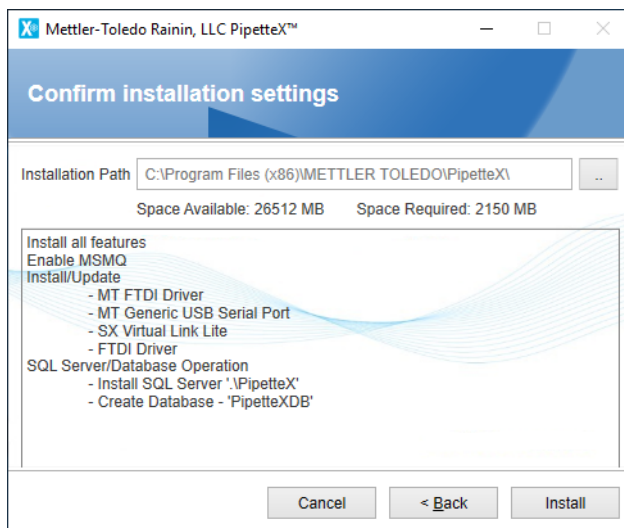 Mettler-Toledo Rainin, LLC PipetteX™
Confirm installation settings
Installation Path C:\Program Files (x86)\METTLER TOLEDO\PipetteX\ ..
Space Available: 26512 MB Space Required: 2150 MB
Install all features
Enable MSMQ
Install/Update
- MT FTDI Driver
- MT Generic USB Serial Port
- SX Virtual Link Lite
- FTDI Driver
SQL Server/Database Operation
- Install SQL Server '.\PipetteX'
- Create Database - 'PipetteXDB'
Cancel < Back Install